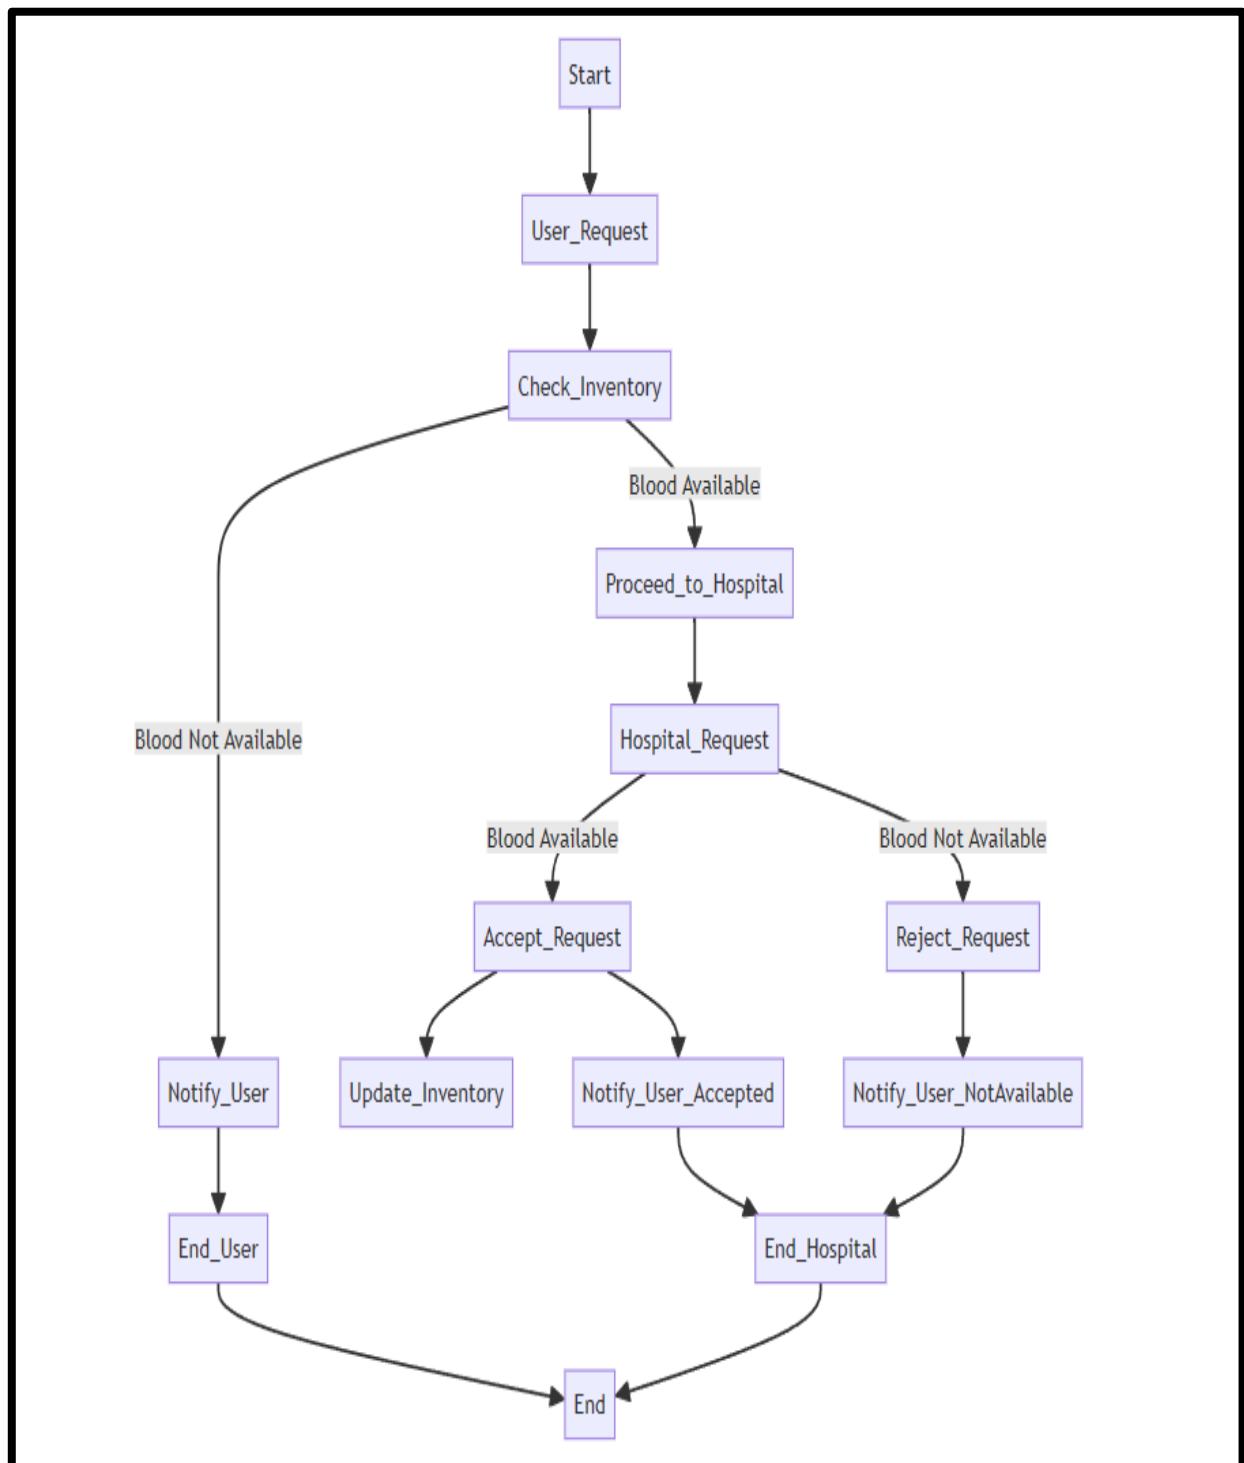 Start
User_Request
Check_Inventory
Blood Available
Proceed_to_Hospital
Blood Not Available
Hospital_Request
Blood Available
Blood Not Available
Accept_Request
Reject_Request
Notify_User
Update_Inventory
Notify_User_Accepted
Notify_User_NotAvailable
End_User
End_Hospital
End